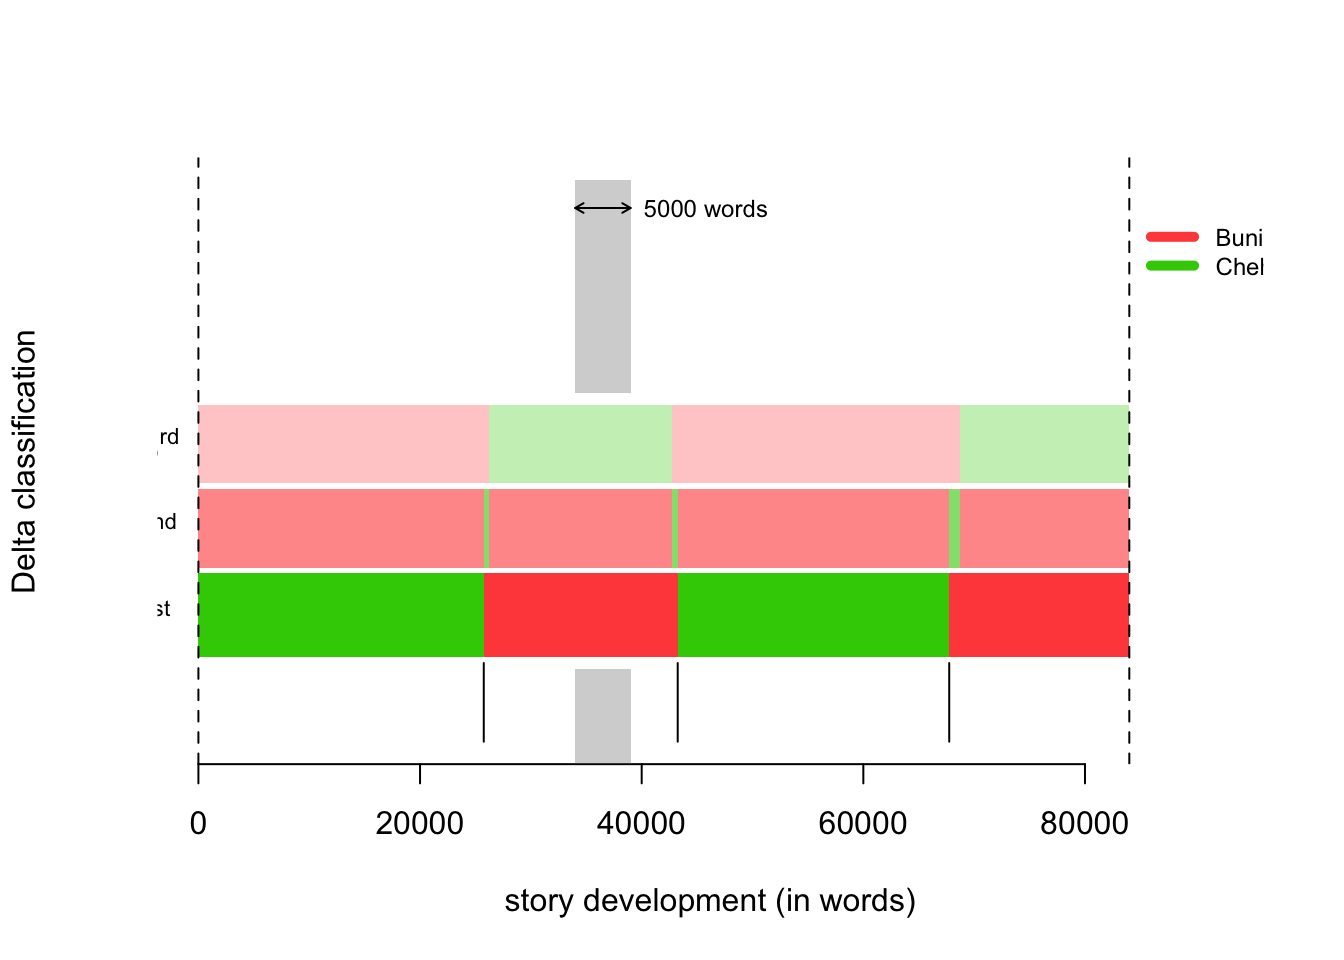 5000 words
Buni
Chel
Delta classification
rd
nd
st
0 20000 40000 60000 80000
story development (in words)